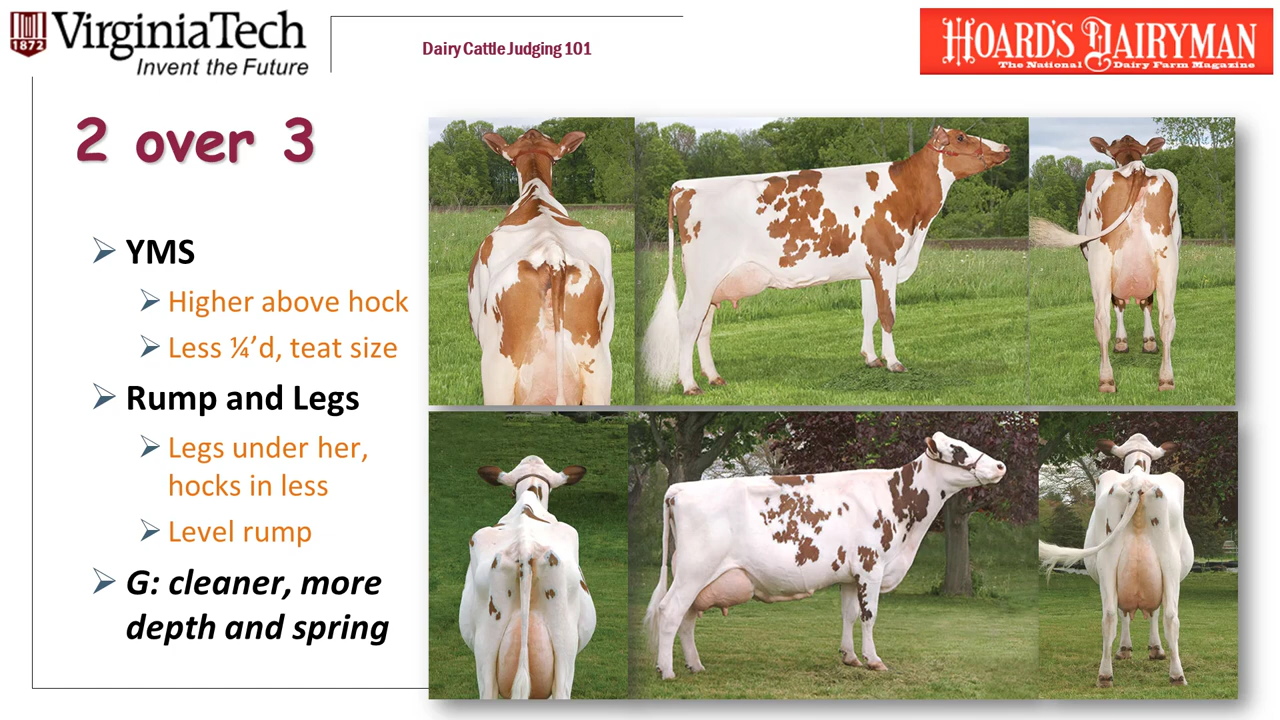 VirginiaTech
1872
Invent the Future
Dairy Cattle Judging 101
HOARD'S DAIRYMAN
The National Dairy Farm Magazine
2 over 3
YMS
Higher above hock
Less ¼'d, teat size
Rump and Legs
Legs under her,
hocks in less
Level rump
G: cleaner, more
depth and spring